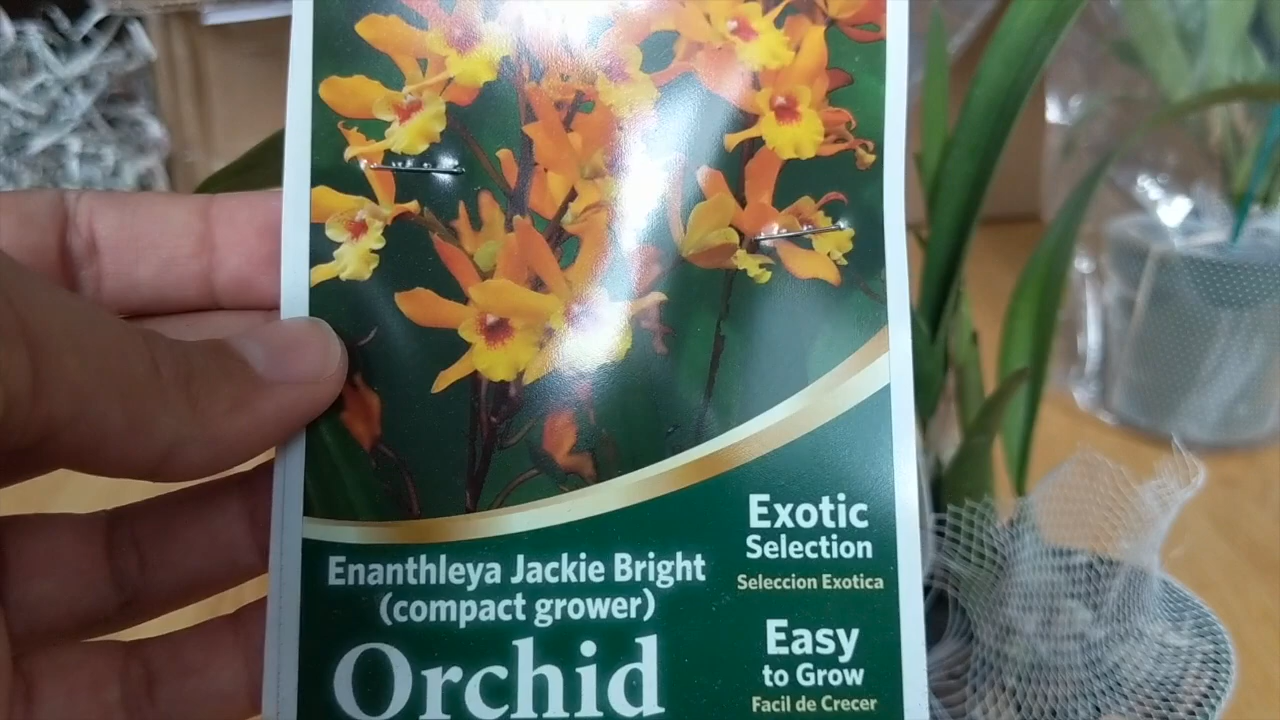 Enanthleya Jackie Bright
(compact grower)
Orchid
Exotic
Selection
Seleccion Exotica
Easy
to Grow
Facil de Crecer